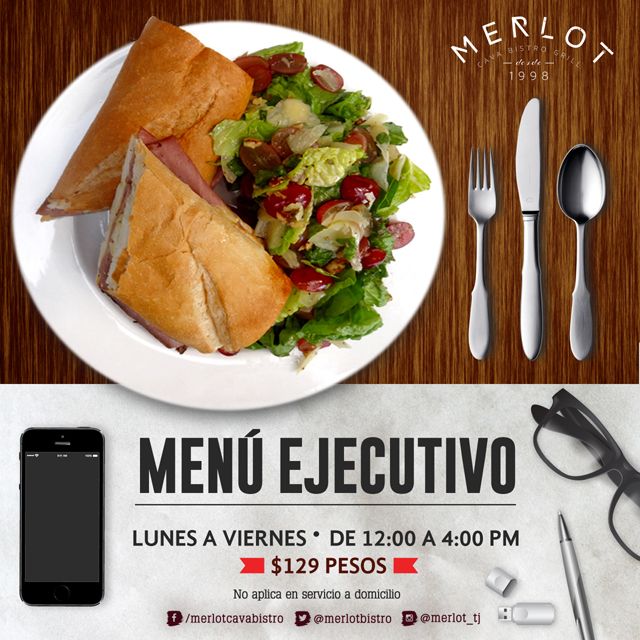 MERLOT
CAVA BISTRO GRILL
desde
1998
MENÚ EJECUTIVO
LUNES A VIERNES • DE 12:00 A 4:00 PM
$129 PESOS
No aplica en servicio a domicilio
/merlotcavabistro @merlotbistro @merlot_tj